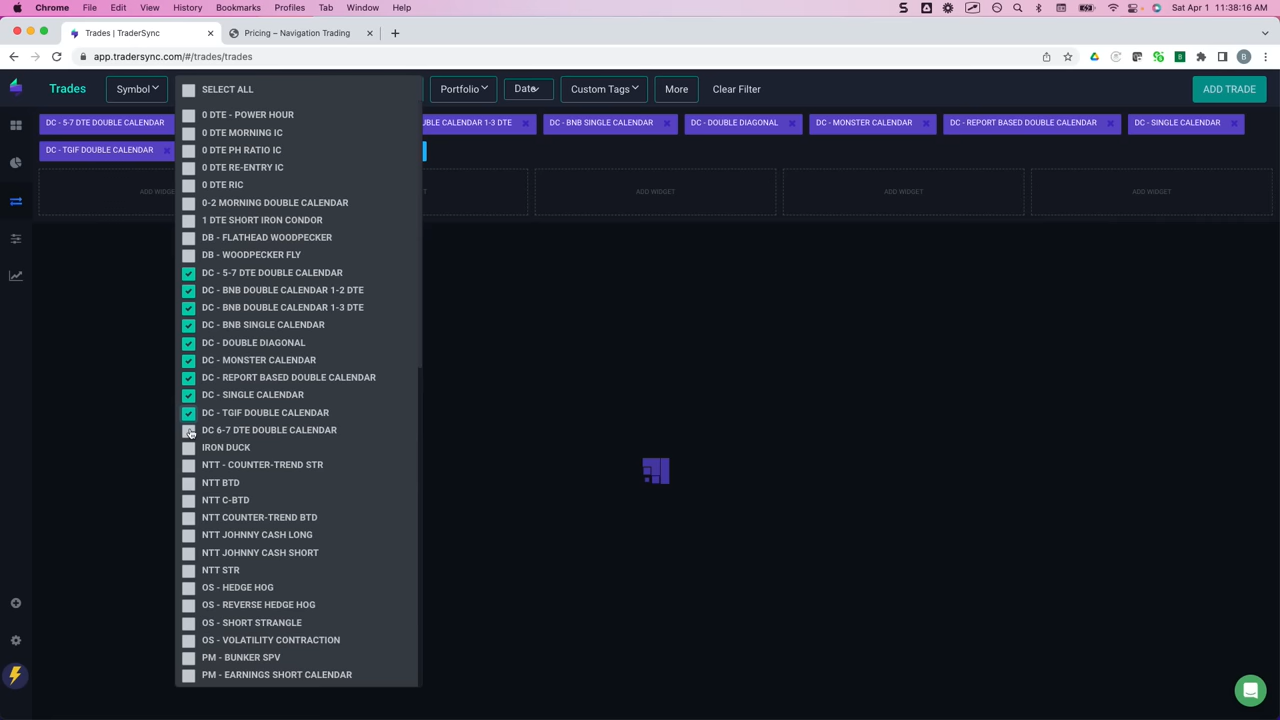 Chrome File Edit View History Bookmarks Profiles Tab Window Help Sat Apr 1 11:38:16 AM
Trades | TraderSync Pricing – Navigation Trading
app.tradersync.com/#/trades/trades
Trades Symbol SELECT ALL Portfolio Date Custom Tags More Clear Filter ADD TRADE
0 DTE - POWER HOUR
DC - 5-7 DTE DOUBLE CALENDAR UBLE CALENDAR 1-3 DTE DC - BNB SINGLE CALENDAR DC - DOUBLE DIAGONAL DC - MONSTER CALENDAR DC - REPORT BASED DOUBLE CALENDAR DC - SINGLE CALENDAR
0 DTE MORNING IC
DC - TGIF DOUBLE CALENDAR 0 DTE PH RATIO IC
0 DTE RE-ENTRY IC
0 DTE RIC
ADD WIDGET ADD WIDGET ADD WIDGET ADD WIDGET
0-2 MORNING DOUBLE CALENDAR
1 DTE SHORT IRON CONDOR
DB - FLATHEAD WOODPECKER
DB - WOODPECKER FLY
DC - 5-7 DTE DOUBLE CALENDAR
DC - BNB DOUBLE CALENDAR 1-2 DTE
DC - BNB DOUBLE CALENDAR 1-3 DTE
DC - BNB SINGLE CALENDAR
DC - DOUBLE DIAGONAL
DC - MONSTER CALENDAR
DC - REPORT BASED DOUBLE CALENDAR
DC - SINGLE CALENDAR
DC - TGIF DOUBLE CALENDAR
DC 6-7 DTE DOUBLE CALENDAR
IRON DUCK
NTT - COUNTER-TREND STR
NTT BTD
NTT C-BTD
NTT COUNTER-TREND BTD
NTT JOHNNY CASH LONG
NTT JOHNNY CASH SHORT
NTT STR
OS - HEDGE HOG
OS - REVERSE HEDGE HOG
OS - SHORT STRANGLE
OS - VOLATILITY CONTRACTION
PM - BUNKER SPV
PM - EARNINGS SHORT CALENDAR